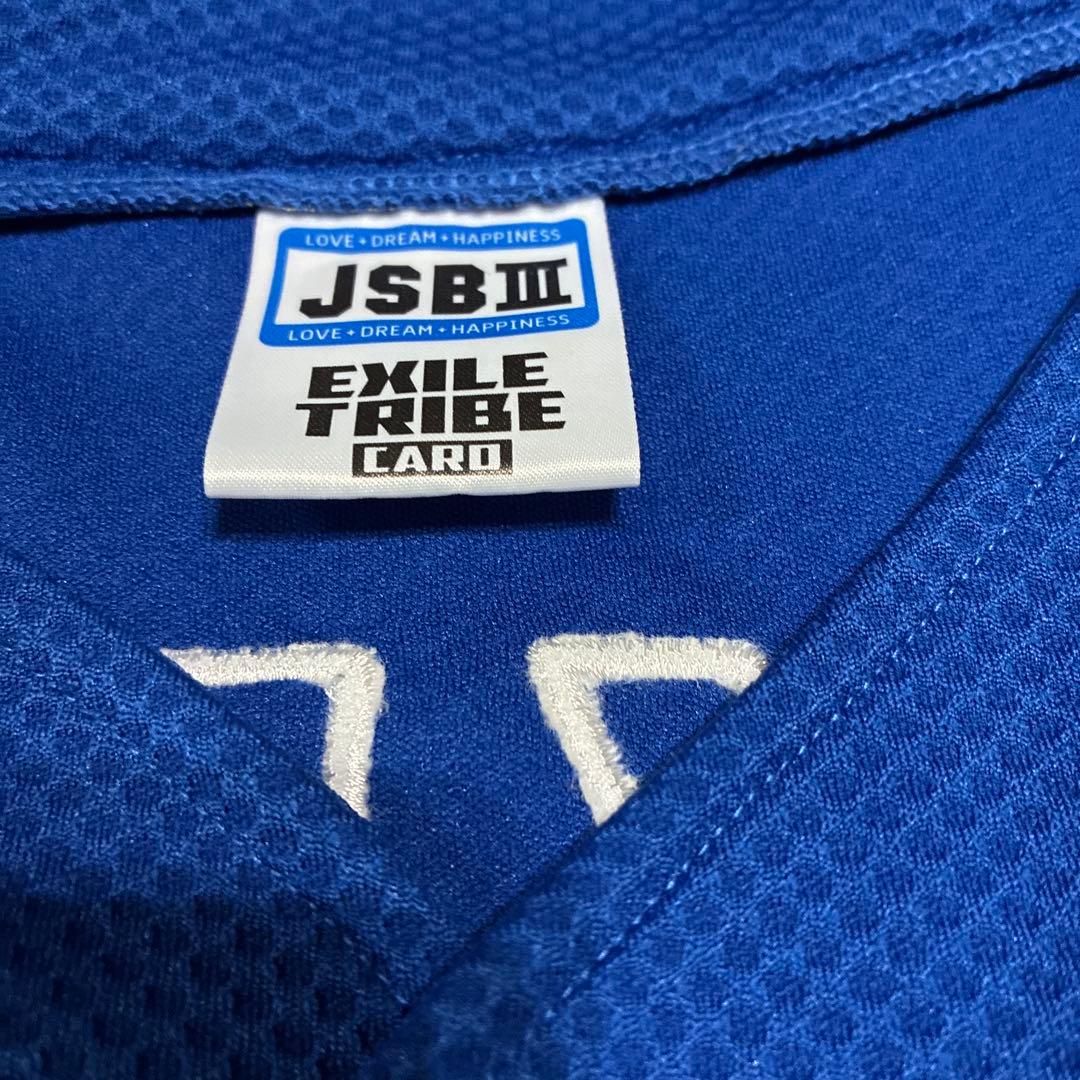 LOVE + DREAM + HAPPINESS
JSB III
LOVE + DREAM + HAPPINESS
EXILE
TRIBE
CARD